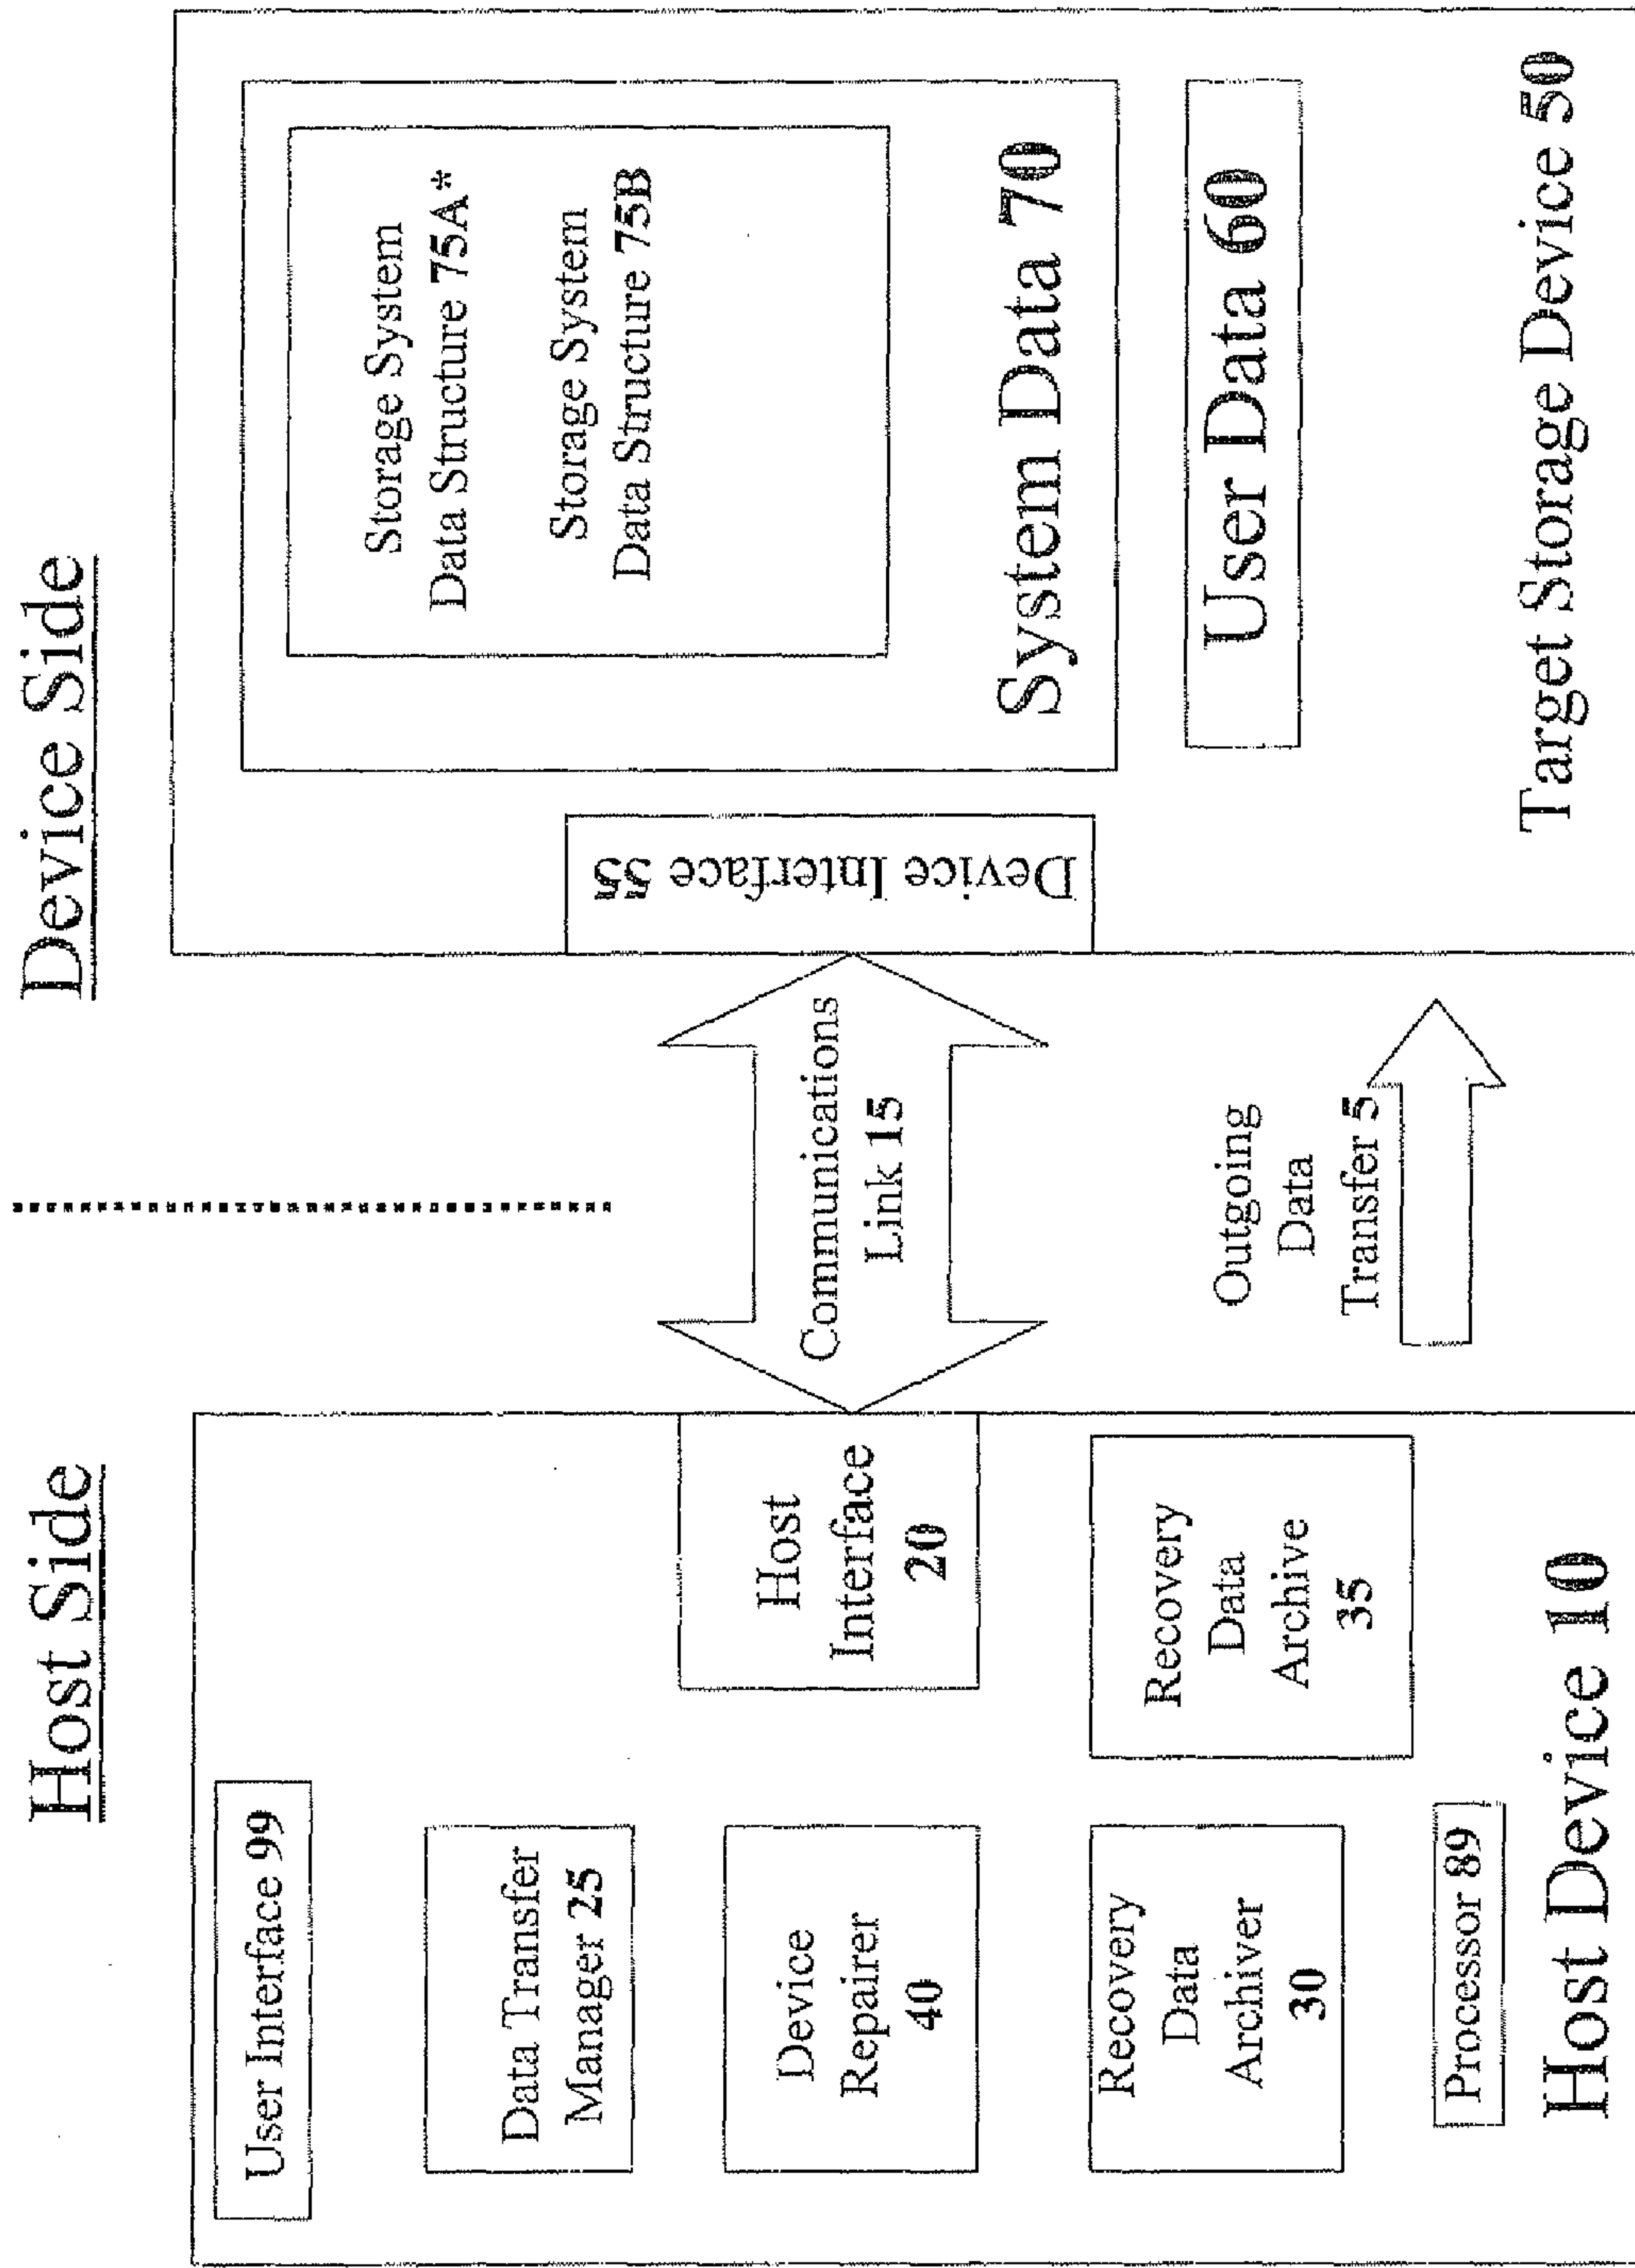 Host Side
User Interface 99
Data Transfer
Manager 25
Device
Repairer
40
Recovery
Data
Archiver
30
Processor 89
Host
Interface
20
Recovery
Data
Archive
35
Host Device 10
Communications
Link 15
Outgoing
Data
Transfer 5
Device Side
Device Interface 55
Storage System
Data Structure 75A*
Storage System
Data Structure 75B
System Data 70
User Data 60
Target Storage Device 50